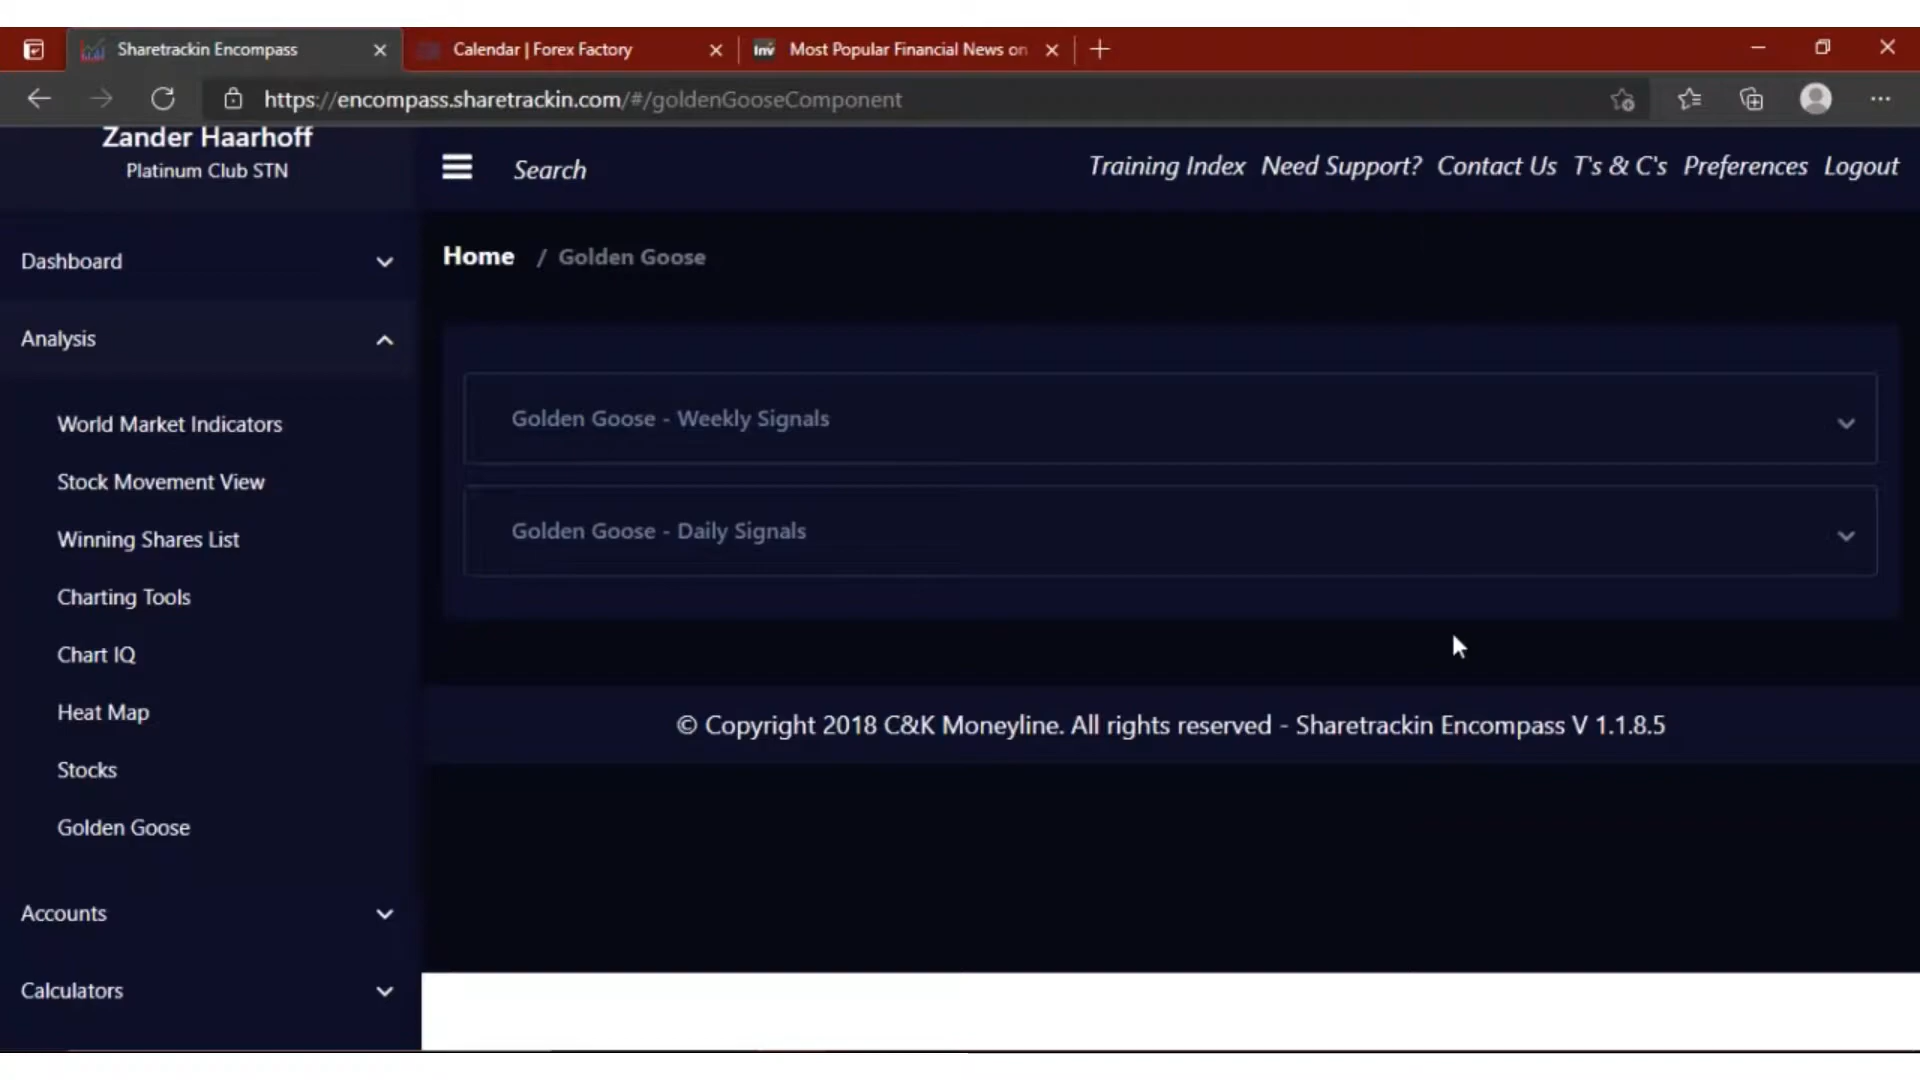 Sharetrackin Encompass
Calendar | Forex Factory
Inv
Most Popular Financial News on
https://encompass.sharetrackin.com/#/goldenGooseComponent
Zander Haarhoff
Platinum Club STN
Search
Training Index Need Support? Contact Us T's & C's Preferences Logout
Dashboard
Analysis
World Market Indicators
Stock Movement View
Winning Shares List
Charting Tools
Chart IQ
Heat Map
Stocks
Golden Goose
Accounts
Calculators
Home / Golden Goose
Golden Goose - Weekly Signals
Golden Goose - Daily Signals
© Copyright 2018 C&K Moneyline. All rights reserved - Sharetrackin Encompass V 1.1.8.5